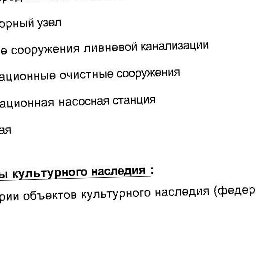 орный узел
е сооружения ливневой канализации
ационные очистные сооружения
ационная насосная станция
ая
ы культурного наследия :
рии объектов культурного наследия (федер